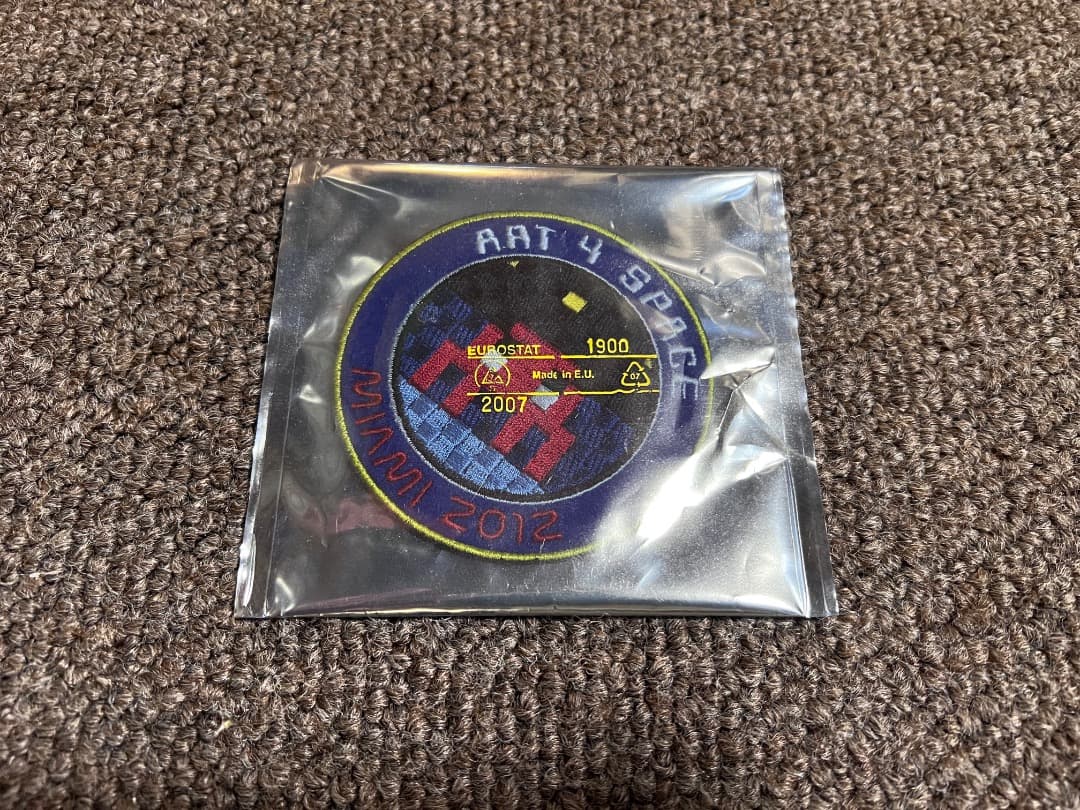 ART 4 SPACE
EUROSTAT 1900
Made in E.U.
07
2007
MIAMI 2012